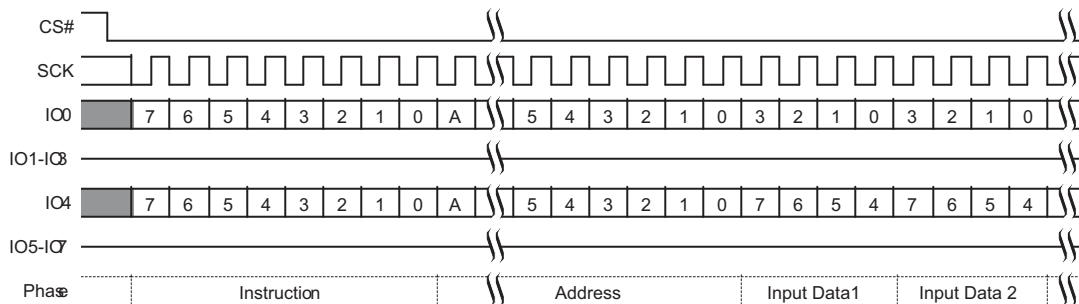 CS#
SCK
IO0 7 6 5 4 3 2 1 0 A 5 4 3 2 1 0 3 2 1 0 3 2 1 0
IO1-IO3
IO4 7 6 5 4 3 2 1 0 A 5 4 3 2 1 0 7 6 5 4 7 6 5 4
IO5-IO7
Phase Instruction Address Input Data1 Input Data 2